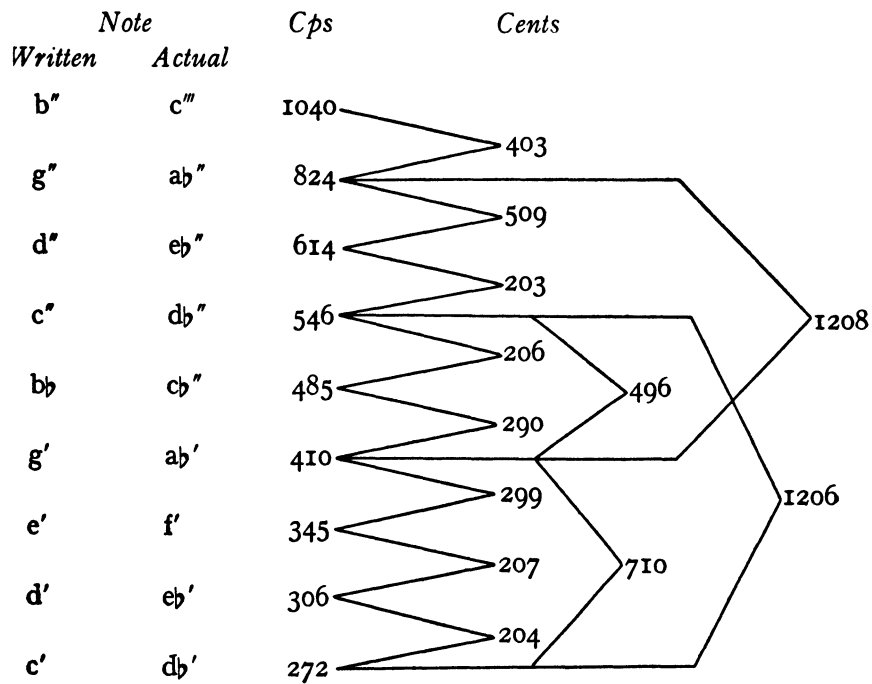 Note Cps Cents
Written Actual
b″ c‴ 1040
403
g″ a♭″ 824
509
d″ e♭″ 614
203
c″ d♭″ 546
1208
206
b♭ c♭″ 485
496
290
g′ a♭′ 410
299
1206
e′ f′ 345
207
710
d′ e♭′ 306
204
c′ d♭′ 272